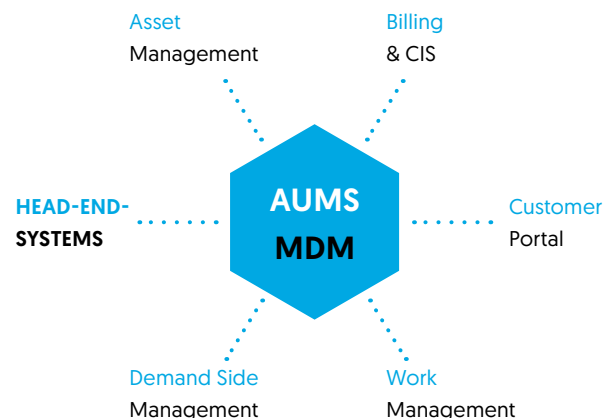 Asset
Management
Billing
& CIS
HEAD-END-
SYSTEMS
AUMS
MDM
Customer
Portal
Demand Side
Management
Work
Management